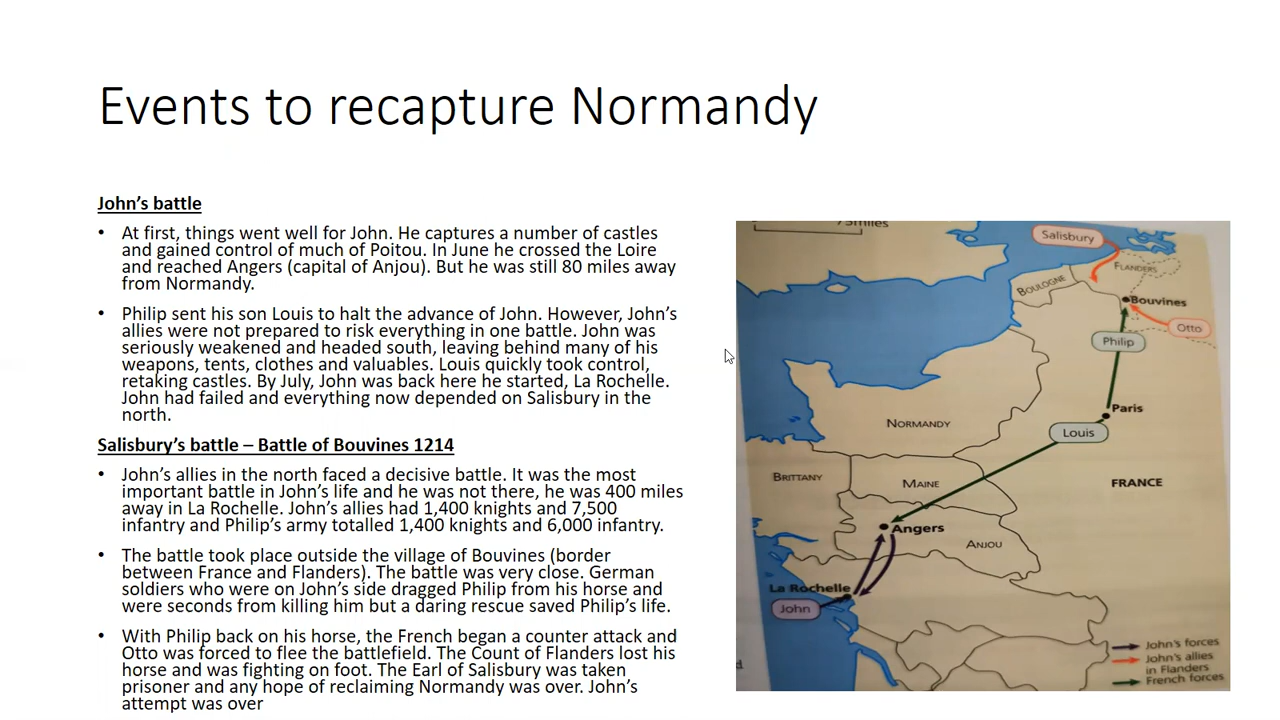 Events to recapture Normandy
John’s battle
• At first, things went well for John. He captures a number of castles
and gained control of much of Poitou. In June he crossed the Loire
and reached Angers (capital of Anjou). But he was still 80 miles away
from Normandy.
• Philip sent his son Louis to halt the advance of John. However, John’s
allies were not prepared to risk everything in one battle. John was
seriously weakened and headed south, leaving behind many of his
weapons, tents, clothes and valuables. Louis quickly took control,
retaking castles. By July, John was back here he started, La Rochelle.
John had failed and everything now depended on Salisbury in the
north.
Salisbury’s battle – Battle of Bouvines 1214
• John’s allies in the north faced a decisive battle. It was the most
important battle in John’s life and he was not there, he was 400 miles
away in La Rochelle. John’s allies had 1,400 knights and 7,500
infantry and Philip’s army totalled 1,400 knights and 6,000 infantry.
• The battle took place outside the village of Bouvines (border
between France and Flanders). The battle was very close. German
soldiers who were on John’s side dragged Philip from his horse and
were seconds from killing him but a daring rescue saved Philip’s life.
• With Philip back on his horse, the French began a counter attack and
Otto was forced to flee the battlefield. The Count of Flanders lost his
horse and was fighting on foot. The Earl of Salisbury was taken
prisoner and any hope of reclaiming Normandy was over. John’s
attempt was over
miles
Salisbury
FLANDERS
BOULOGNE
Bouvines
Otto
Philip
Paris
NORMANDY
Louis
BRITTANY
MAINE
FRANCE
Angers
ANJOU
La Rochelle
John
John’s forces
John’s allies
in Flanders
French forces